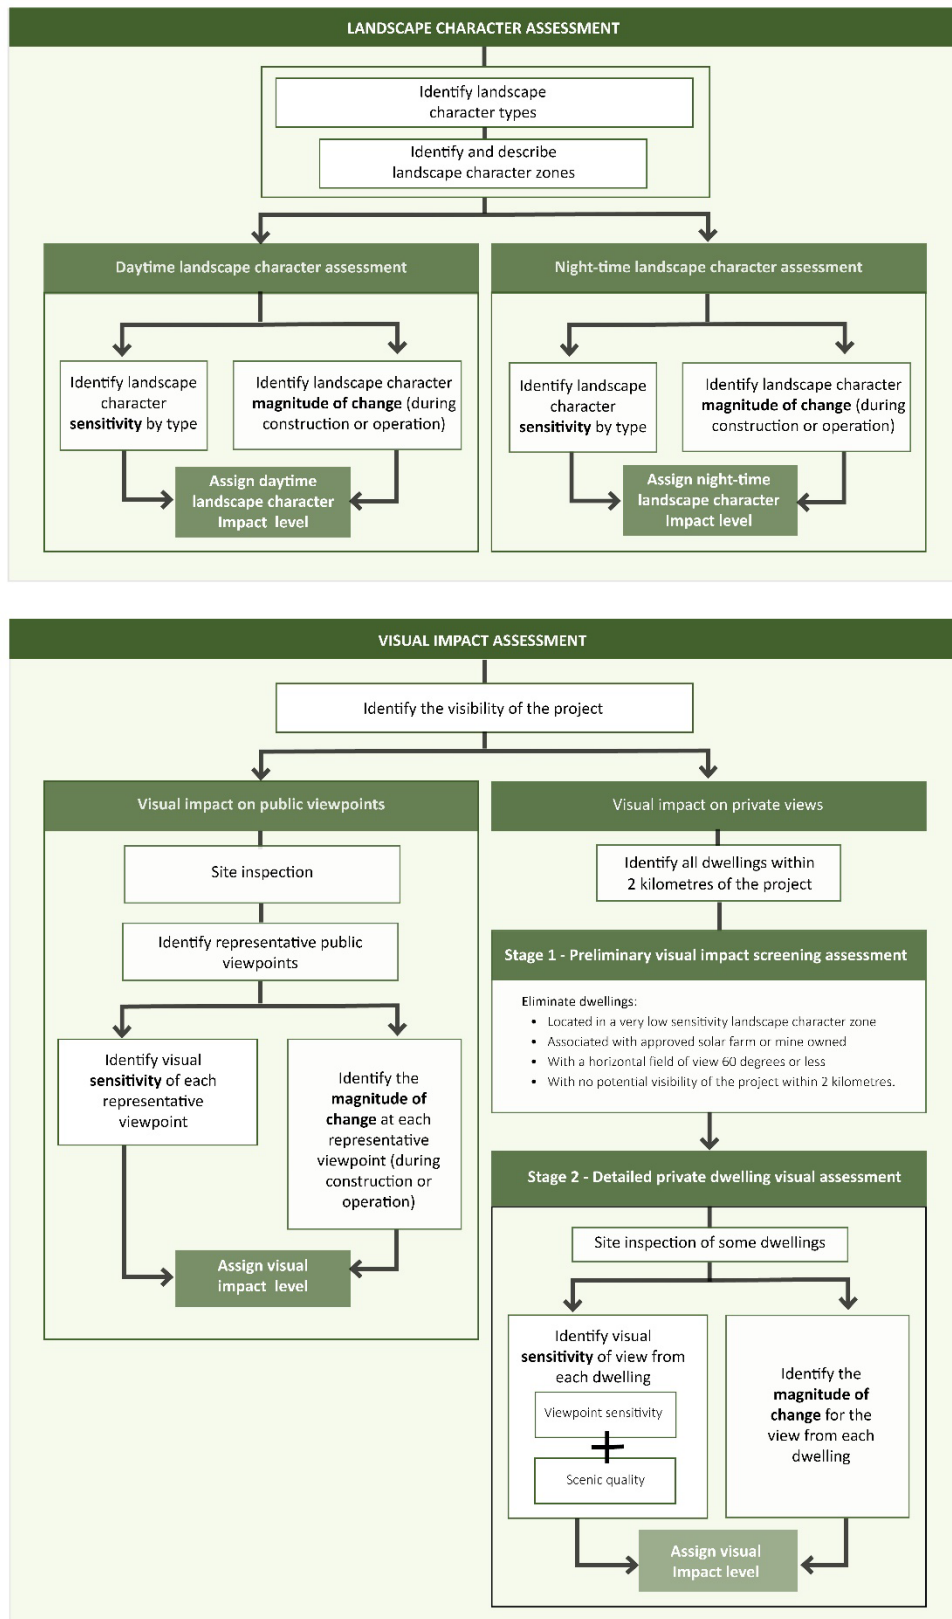 LANDSCAPE CHARACTER ASSESSMENT
Identify landscape
character types
Identify and describe
landscape character zones
Daytime landscape character assessment
Identify landscape
character
sensitivity by type
Identify landscape character
magnitude of change (during
construction or operation)
Assign daytime
landscape character
Impact level
Night-time landscape character assessment
Identify landscape
character
sensitivity by type
Identify landscape character
magnitude of change (during
construction or operation)
Assign night-time
landscape character
Impact level
VISUAL IMPACT ASSESSMENT
Identify the visibility of the project
Visual impact on public viewpoints
Site inspection
Identify representative public
viewpoints
Identify visual
sensitivity of each
representative
viewpoint
Identify the
magnitude of
change at each
representative
viewpoint (during
construction or
operation)
Assign visual
impact level
Visual impact on private views
Identify all dwellings within
2 kilometres of the project
Stage 1 - Preliminary visual impact screening assessment
Eliminate dwellings:
• Located in a very low sensitivity landscape character zone
• Associated with approved solar farm or mine owned
• With a horizontal field of view 60 degrees or less
• With no potential visibility of the project within 2 kilometres.
Stage 2 - Detailed private dwelling visual assessment
Site inspection of some dwellings
Identify visual
sensitivity of view from
each dwelling
Viewpoint sensitivity
+
Scenic quality
Identify the
magnitude of
change for the
view from each
dwelling
Assign visual
Impact level